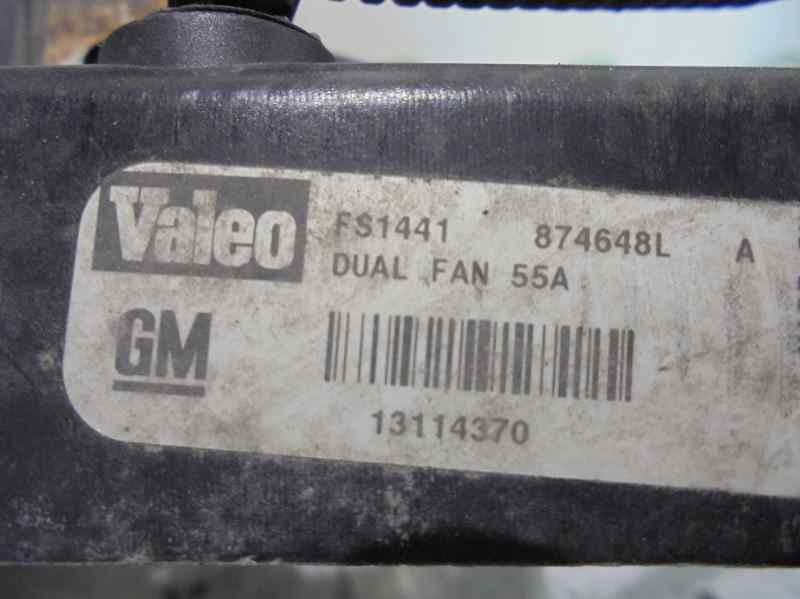 Valeo
FS1441 874648L A
DUAL FAN 55A
GM
13114370